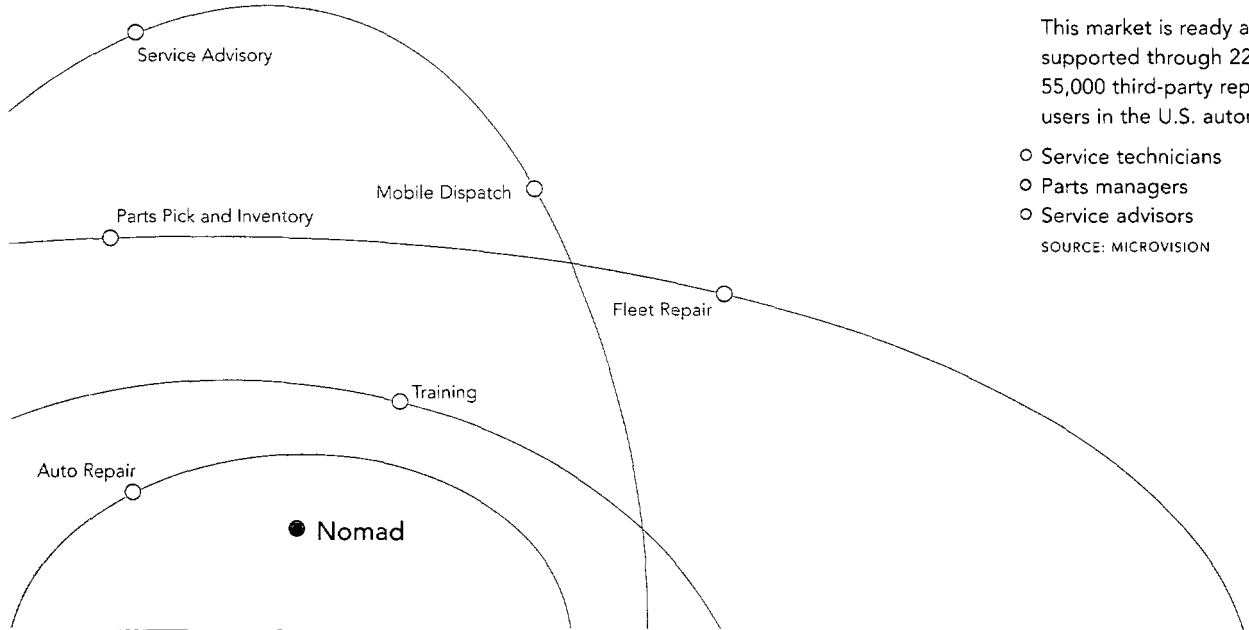 Service Advisory
Mobile Dispatch
Parts Pick and Inventory
Fleet Repair
Training
Auto Repair
Nomad
This market is ready a
supported through 22
55,000 third-party rep
users in the U.S. autor
Service technicians
Parts managers
Service advisors
SOURCE: MICROVISION